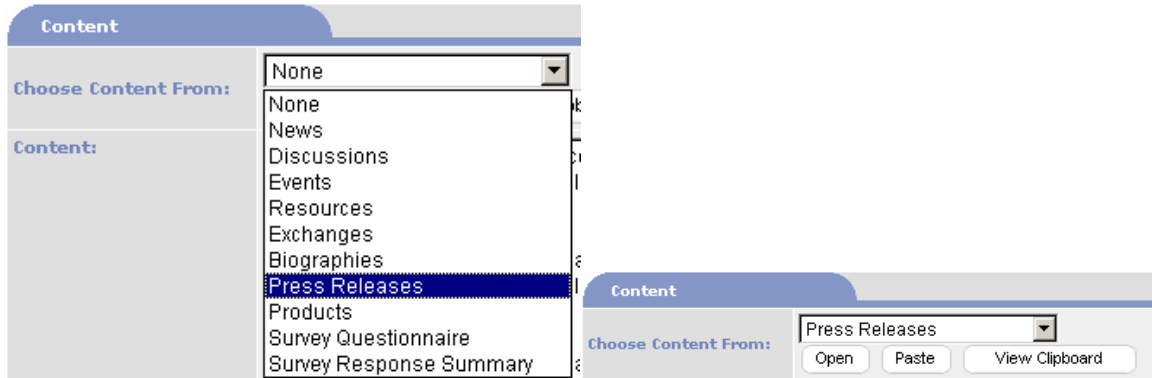 Content
Choose Content From:
None
None
News
Discussions
Events
Resources
Exchanges
Biographies
Press Releases
Products
Survey Questionnaire
Survey Response Summary
Content:
Content
Choose Content From:
Press Releases
Open Paste View Clipboard